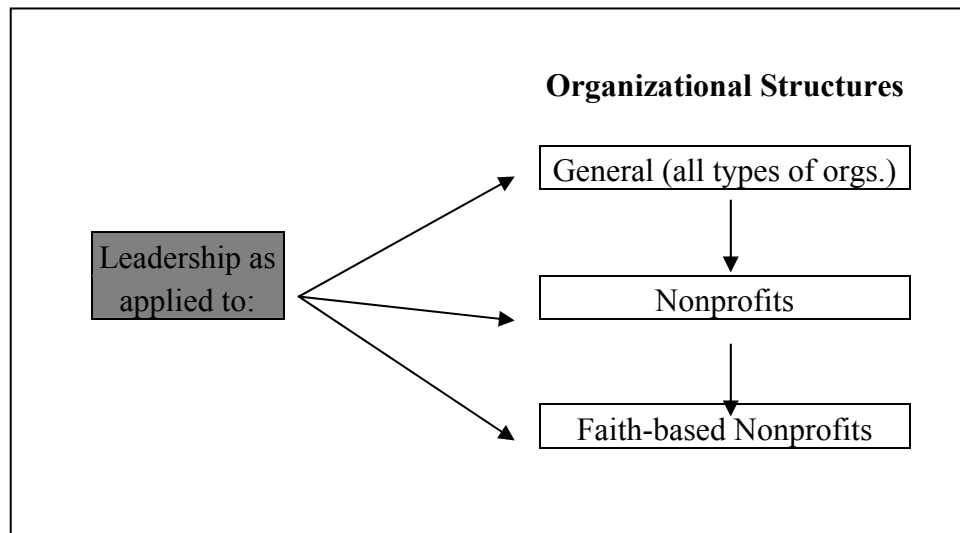 Organizational Structures
General (all types of orgs.)
Leadership as
applied to:
Nonprofits
Faith-based Nonprofits